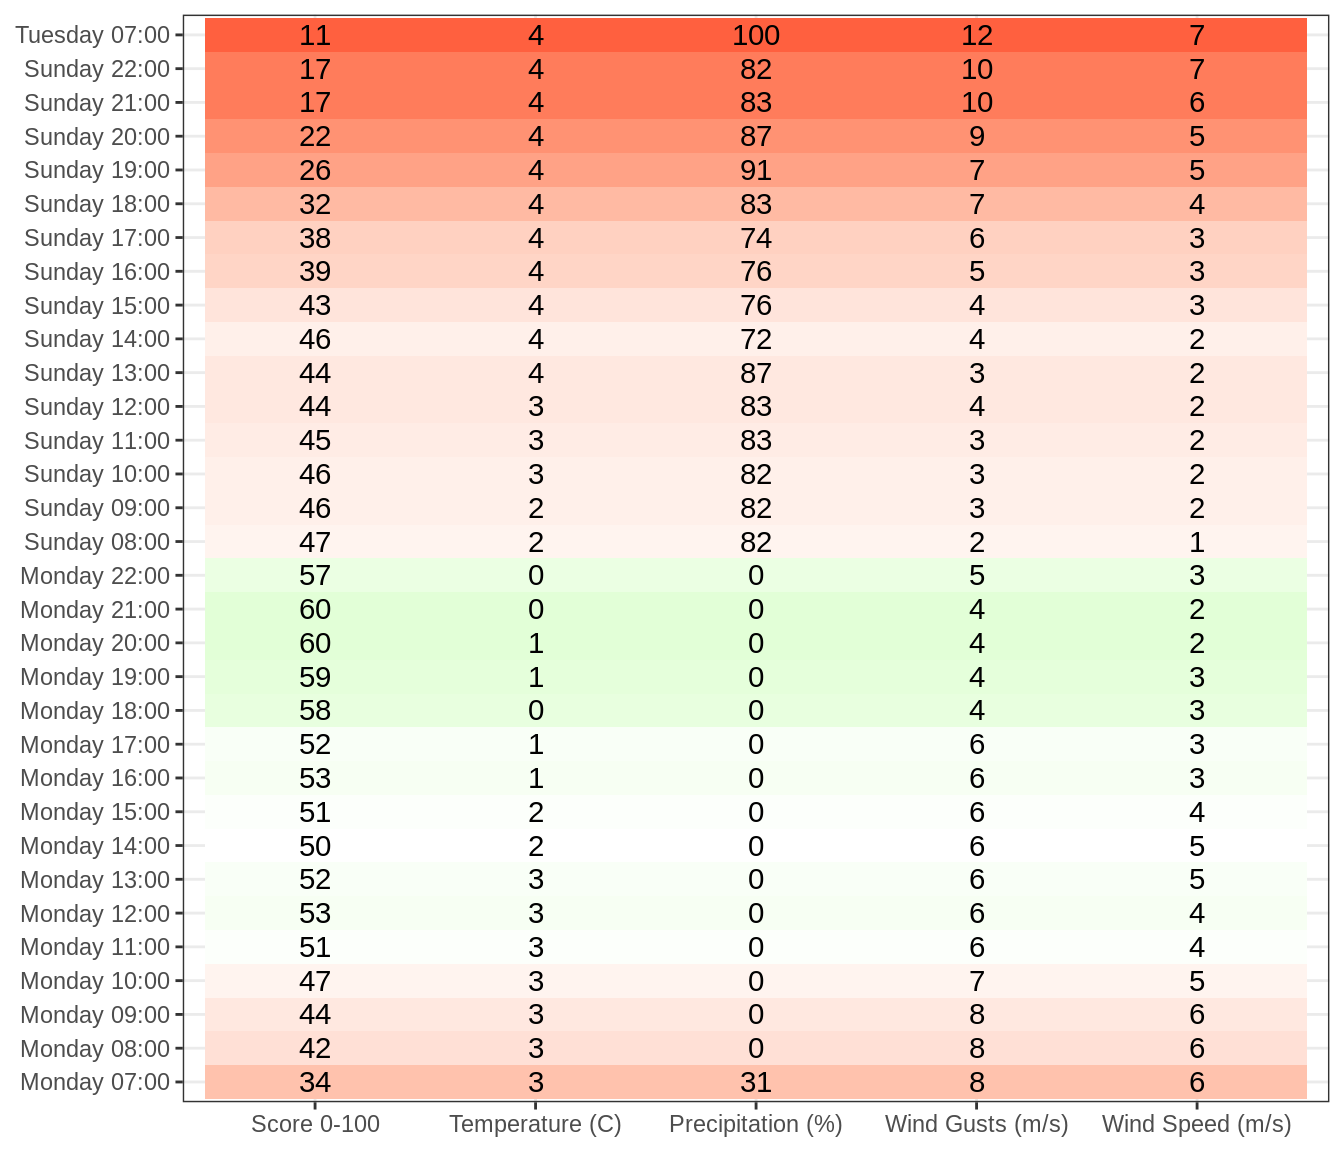 Tuesday 07:00 11 4 100 12 7
Sunday 22:00 17 4 82 10 7
Sunday 21:00 17 4 83 10 6
Sunday 20:00 22 4 87 9 5
Sunday 19:00 26 4 91 7 5
Sunday 18:00 32 4 83 7 4
Sunday 17:00 38 4 74 6 3
Sunday 16:00 39 4 76 5 3
Sunday 15:00 43 4 76 4 3
Sunday 14:00 46 4 72 4 2
Sunday 13:00 44 4 87 3 2
Sunday 12:00 44 3 83 4 2
Sunday 11:00 45 3 83 3 2
Sunday 10:00 46 3 82 3 2
Sunday 09:00 46 2 82 3 2
Sunday 08:00 47 2 82 2 1
Monday 22:00 57 0 0 5 3
Monday 21:00 60 0 0 4 2
Monday 20:00 60 1 0 4 2
Monday 19:00 59 1 0 4 3
Monday 18:00 58 0 0 4 3
Monday 17:00 52 1 0 6 3
Monday 16:00 53 1 0 6 3
Monday 15:00 51 2 0 6 4
Monday 14:00 50 2 0 6 5
Monday 13:00 52 3 0 6 5
Monday 12:00 53 3 0 6 4
Monday 11:00 51 3 0 6 4
Monday 10:00 47 3 0 7 5
Monday 09:00 44 3 0 8 6
Monday 08:00 42 3 0 8 6
Monday 07:00 34 3 31 8 6
Score 0-100 Temperature (C) Precipitation (%) Wind Gusts (m/s) Wind Speed (m/s)